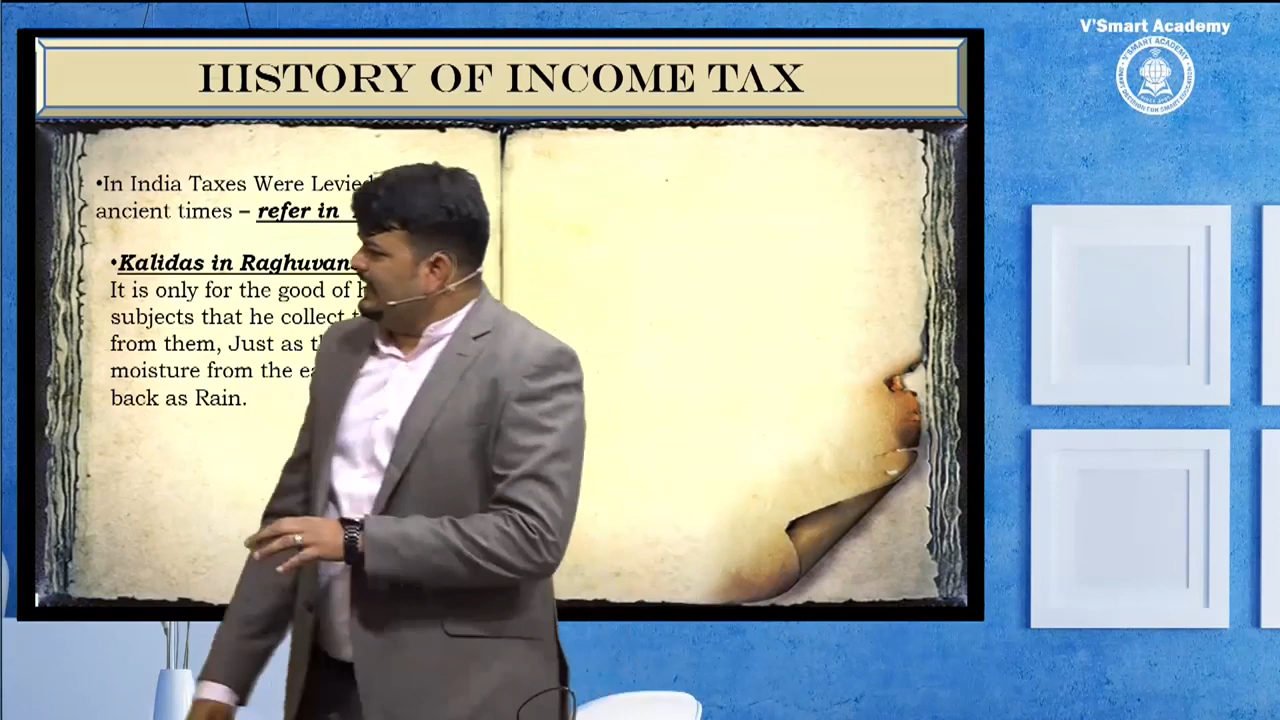 V'Smart Academy
V'SMART ACADEMY
HISTORY OF INCOME TAX
•In India Taxes Were Levied
ancient times – refer in
•Kalidas in
It is only for the good of
subjects that he collect
from them, Just as
moisture from the
back as Rain.